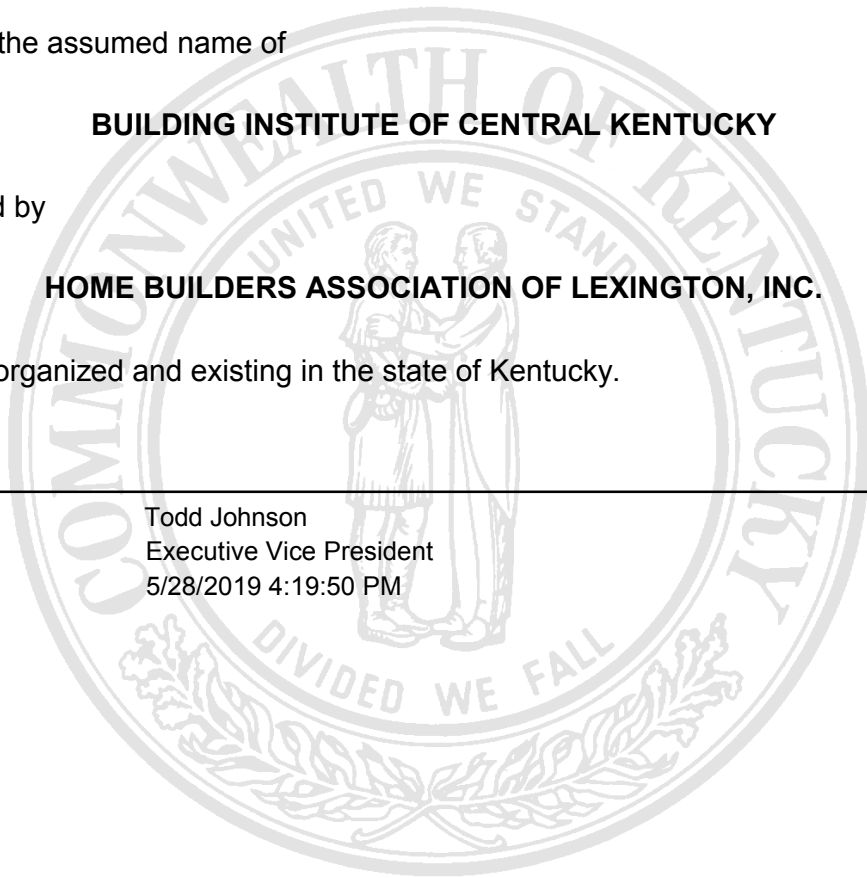 the assumed name of
BUILDING INSTITUTE OF CENTRAL KENTUCKY
d by
HOME BUILDERS ASSOCIATION OF LEXINGTON, INC.
organized and existing in the state of Kentucky.
Todd Johnson
Executive Vice President
5/28/2019 4:19:50 PM
COMMONWEALTH OF KENTUCKY
UNITED WE STAND
DIVIDED WE FALL